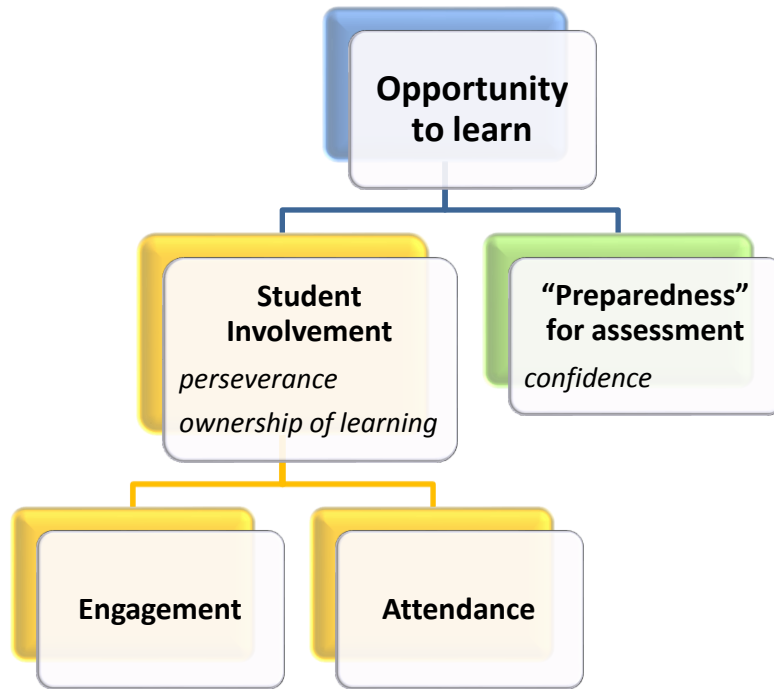 Opportunity
to learn
Student
Involvement
perseverance
ownership of learning
“Preparedness”
for assessment
confidence
Engagement
Attendance